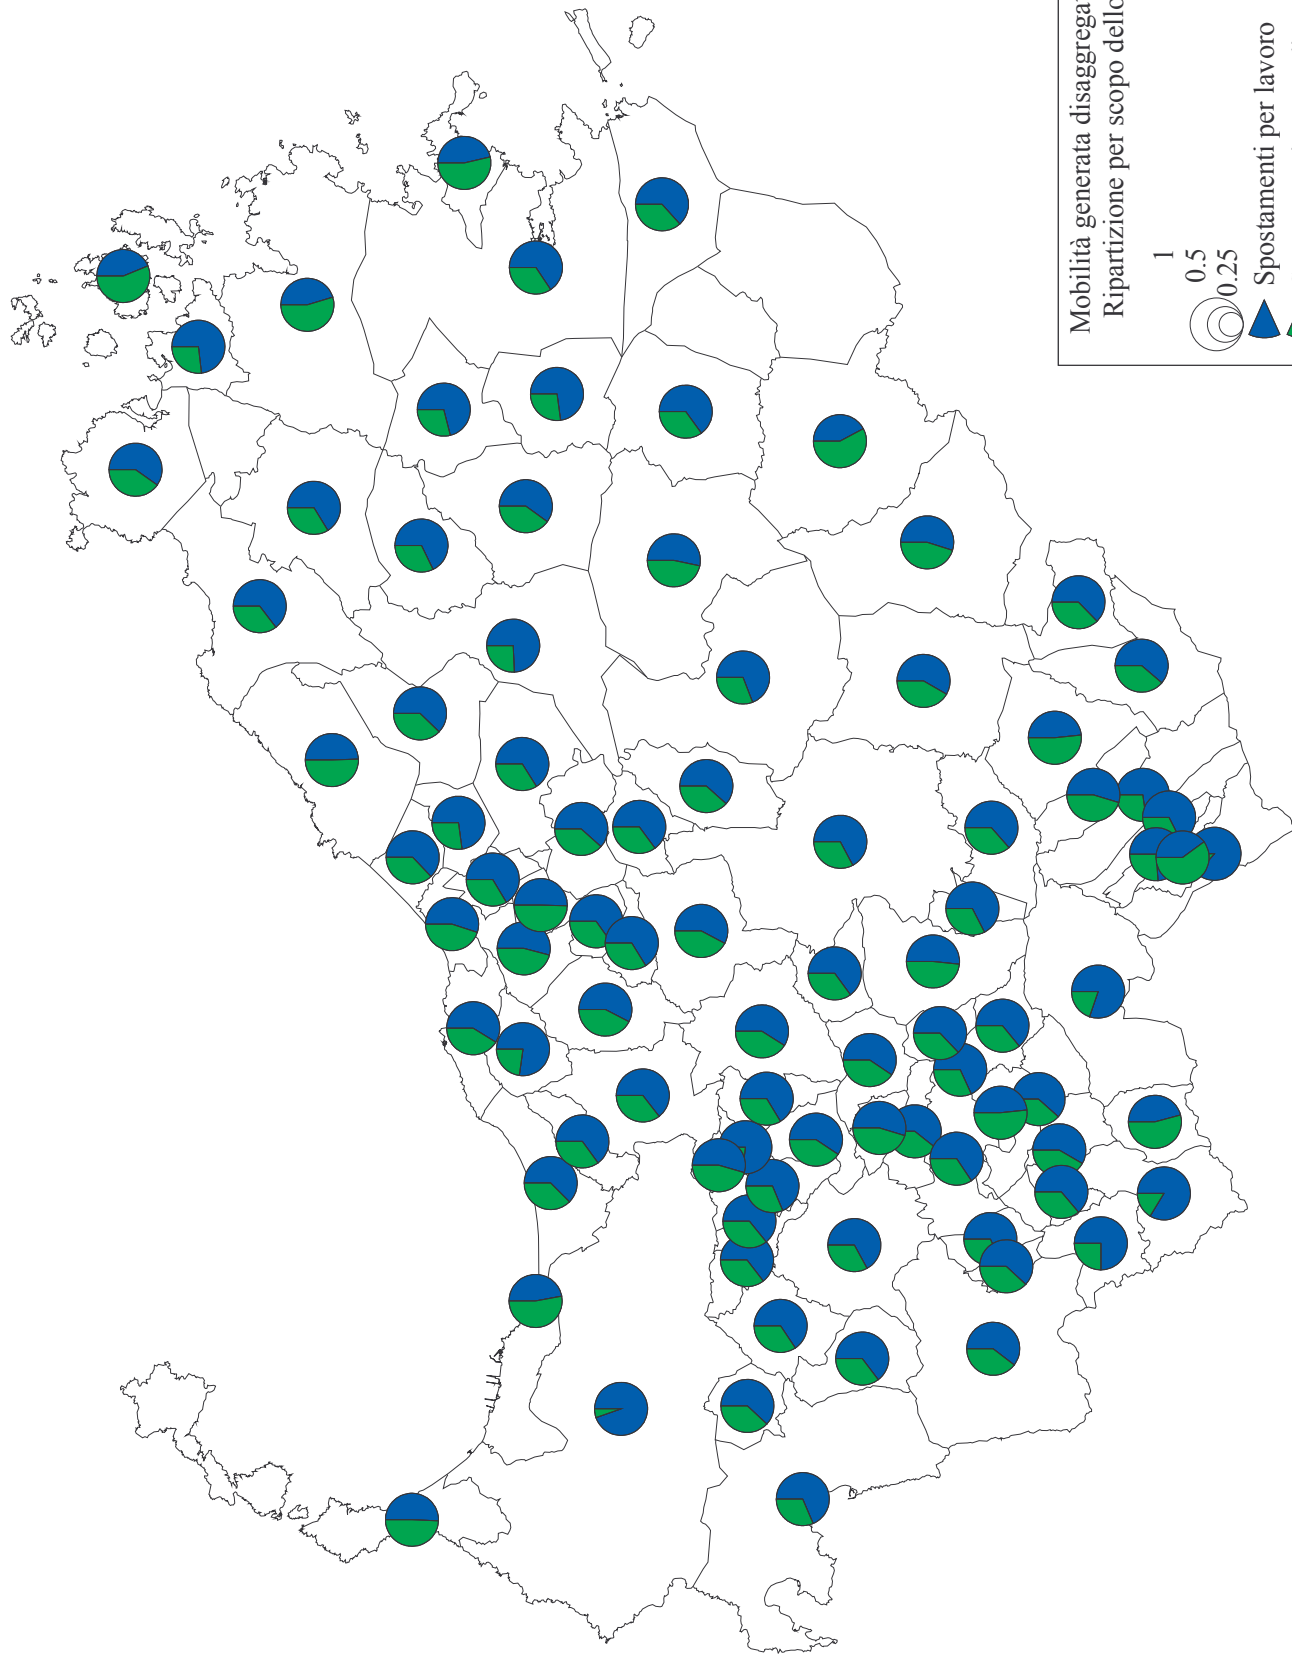 Mobilità generata disaggrega
Ripartizione per scopo dello
1
0.5
0.25
Spostamenti per lavoro